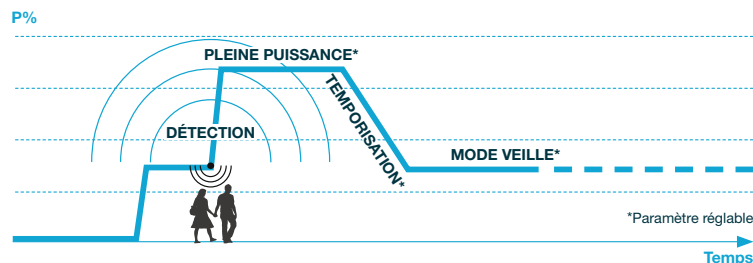 P%
PLEINE PUISSANCE*
DÉTECTION
TEMPORISATION*
MODE VEILLE*
*Paramètre réglable
Temps